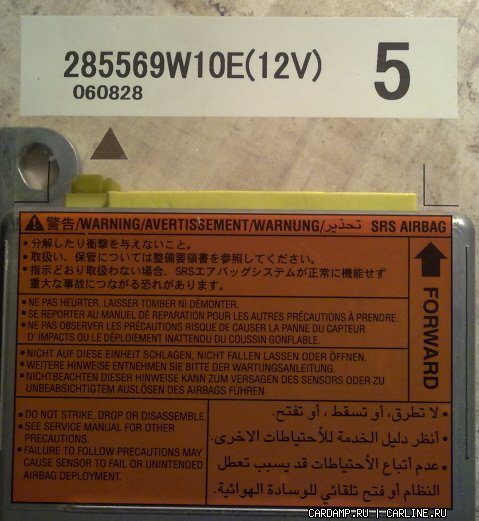 285569W10E(12V) 5
060828
警告/WARNING/AVERTISSEMENT/WARNUNG/تحذير SRS AIRBAG
• 分解したり衝撃を与えないこと。
• 取扱い、保管については整備要領書を参照してください。
• 指示どおり取扱わない場合、SRSエアバッグシステムが正常に機能せず
重大な事故につながる恐れがあります。
FORWARD
• NE PAS HEURTER, LAISSER TOMBER NI DÉMONTER.
• SE REPORTER AU MANUEL DE REPARATION POUR LES AUTRES PRÉCAUTIONS À PRENDRE.
• NE PAS OBSERVER LES PRÉCAUTIONS RISQUE DE CAUSER LA PANNE DU CAPTEUR
D' IMPACTS OU LE DÉPLOIEMENT INATTENDU DU COUSSIN GONFLABLE.
• NICHT AUF DIESE EINHEIT SCHLAGEN, NICHT FALLEN LASSEN ODER ÖFFNEN.
• WEITERE HINWEISE ENTNEHMEN SIE BITTE DER WARTUNGSANLEITUNG.
• NICHTBEACHTEN DIESER HINWEISE KANN ZUM VERSAGEN DES SENSORS ODER ZU
UNBEABSICHTIGTEM AUSLÖSEN DES AIRBAGS FÜHREN.
• DO NOT STRIKE, DROP OR DISASSEMBLE.
• SEE SERVICE MANUAL FOR OTHER
PRECAUTIONS.
• FAILURE TO FOLLOW PRECAUTIONS MAY
CAUSE SENSOR TO FAIL OR UNINTENDED
AIRBAG DEPLOYMENT.
• لا تطرق، أو تسقط، أو تفتح.
• أنظر دليل الخدمة للأحتياطات الاخرى.
• عدم أتباع الأحتياطات قد يسبب تعطل
النظام أو فتح تلقائي للوسادة الهوائية.
CARDAMP.RU | CARLINE.RU